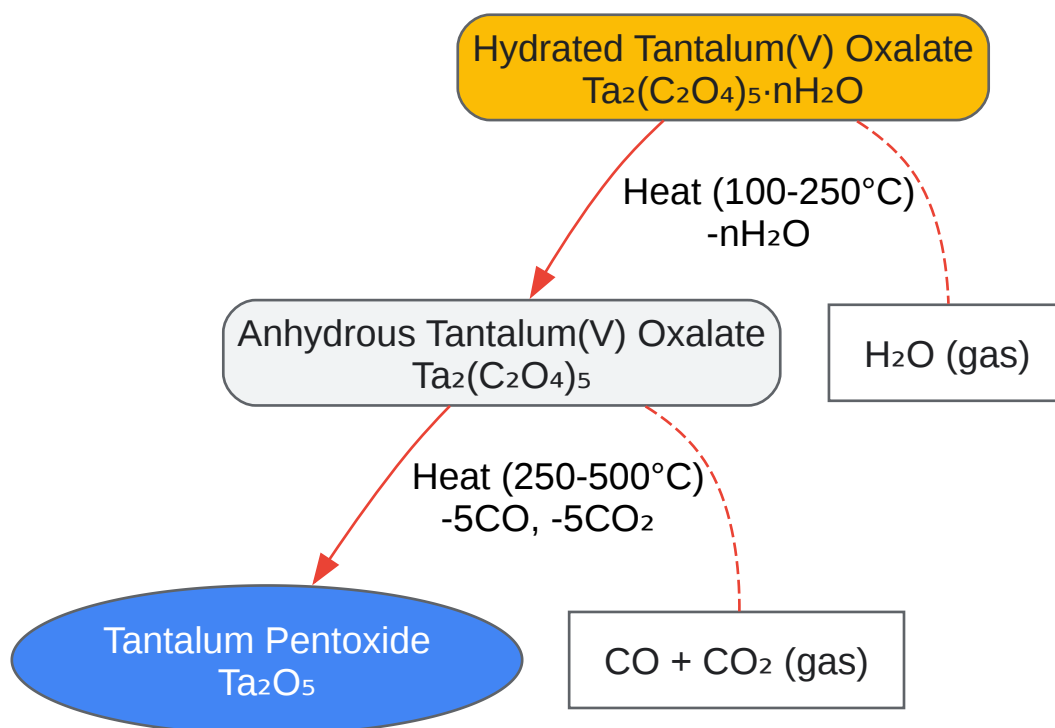 Hydrated Tantalum(V) Oxalate
Ta₂(C₂O₄)₅·nH₂O
Heat (100-250°C)
-nH₂O
H₂O (gas)
Anhydrous Tantalum(V) Oxalate
Ta₂(C₂O₄)₅
Heat (250-500°C)
-5CO, -5CO₂
Tantalum Pentoxide
Ta₂O₅
CO + CO₂ (gas)